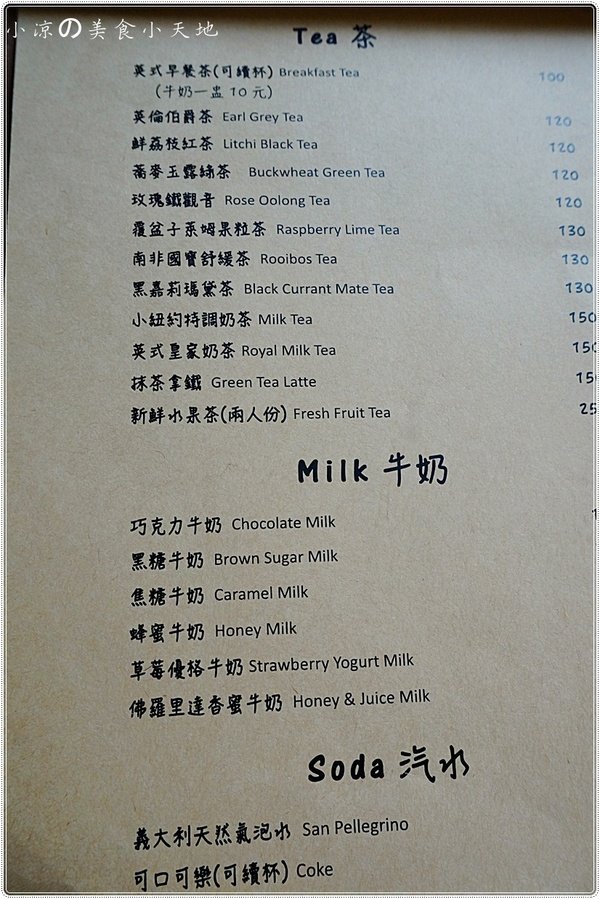 小涼の美食小天地
Tea 茶
英式早餐茶(可續杯) Breakfast Tea 100
(牛奶一盅10元)
英倫伯爵茶 Earl Grey Tea 120
鮮荔枝紅茶 Litchi Black Tea 120
蕎麥玉露綠茶 Buckwheat Green Tea 120
玫瑰鐵觀音 Rose Oolong Tea 120
覆盆子萊姆果粒茶 Raspberry Lime Tea 130
南非國寶舒緩茶 Rooibos Tea 130
黑嘉莉瑪黛茶 Black Currant Mate Tea 130
小紐約特調奶茶 Milk Tea 150
英式皇家奶茶 Royal Milk Tea 150
抹茶拿鐵 Green Tea Latte 15
新鮮水果茶(兩人份) Fresh Fruit Tea 25
Milk 牛奶
巧克力牛奶 Chocolate Milk 1
黑糖牛奶 Brown Sugar Milk
焦糖牛奶 Caramel Milk
蜂蜜牛奶 Honey Milk
草莓優格牛奶 Strawberry Yogurt Milk
佛羅里達香蜜牛奶 Honey & Juice Milk
Soda 汽水
義大利天然氣泡水 San Pellegrino
可口可樂(可續杯) Coke